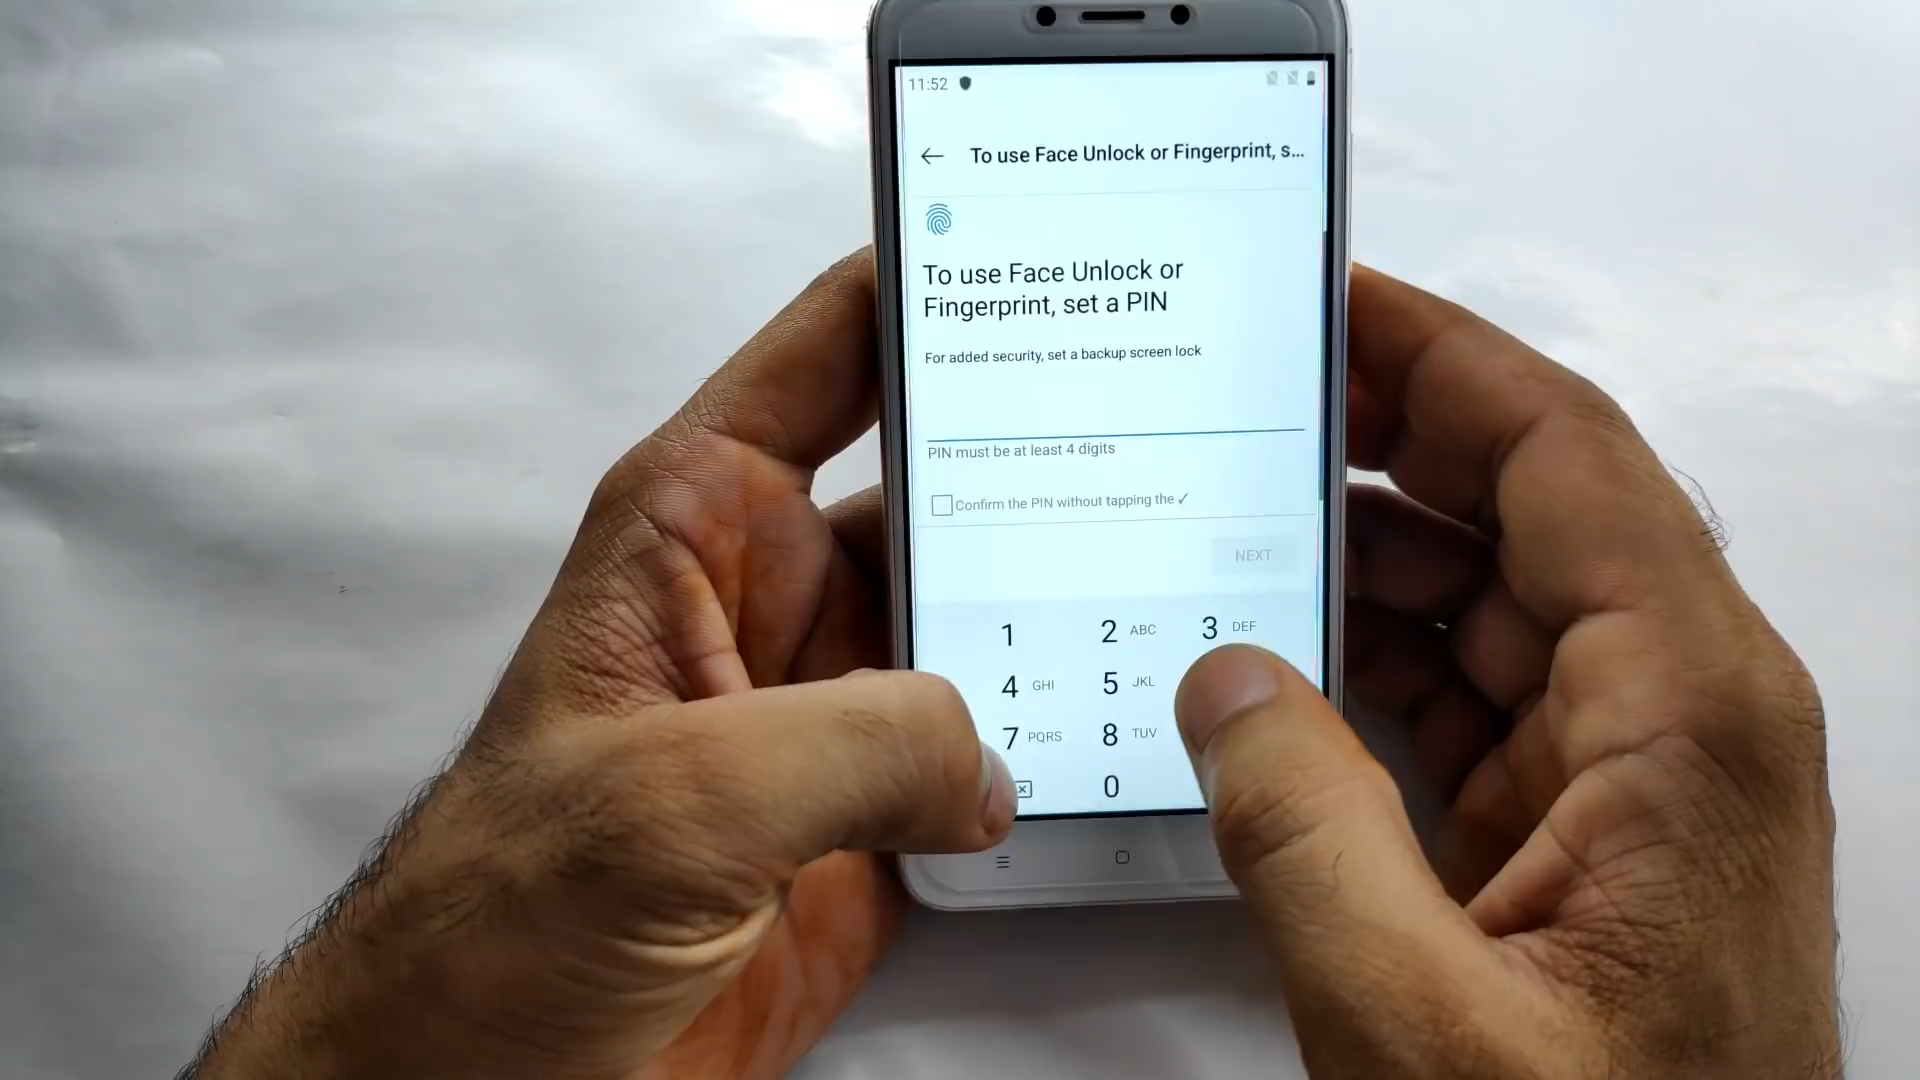 11:52
To use Face Unlock or Fingerprint, s...
To use Face Unlock or
Fingerprint, set a PIN
For added security, set a backup screen lock
PIN must be at least 4 digits
Confirm the PIN without tapping the ✓
NEXT
1 2 ABC 3 DEF
4 GHI 5 JKL
7 PQRS 8 TUV
0